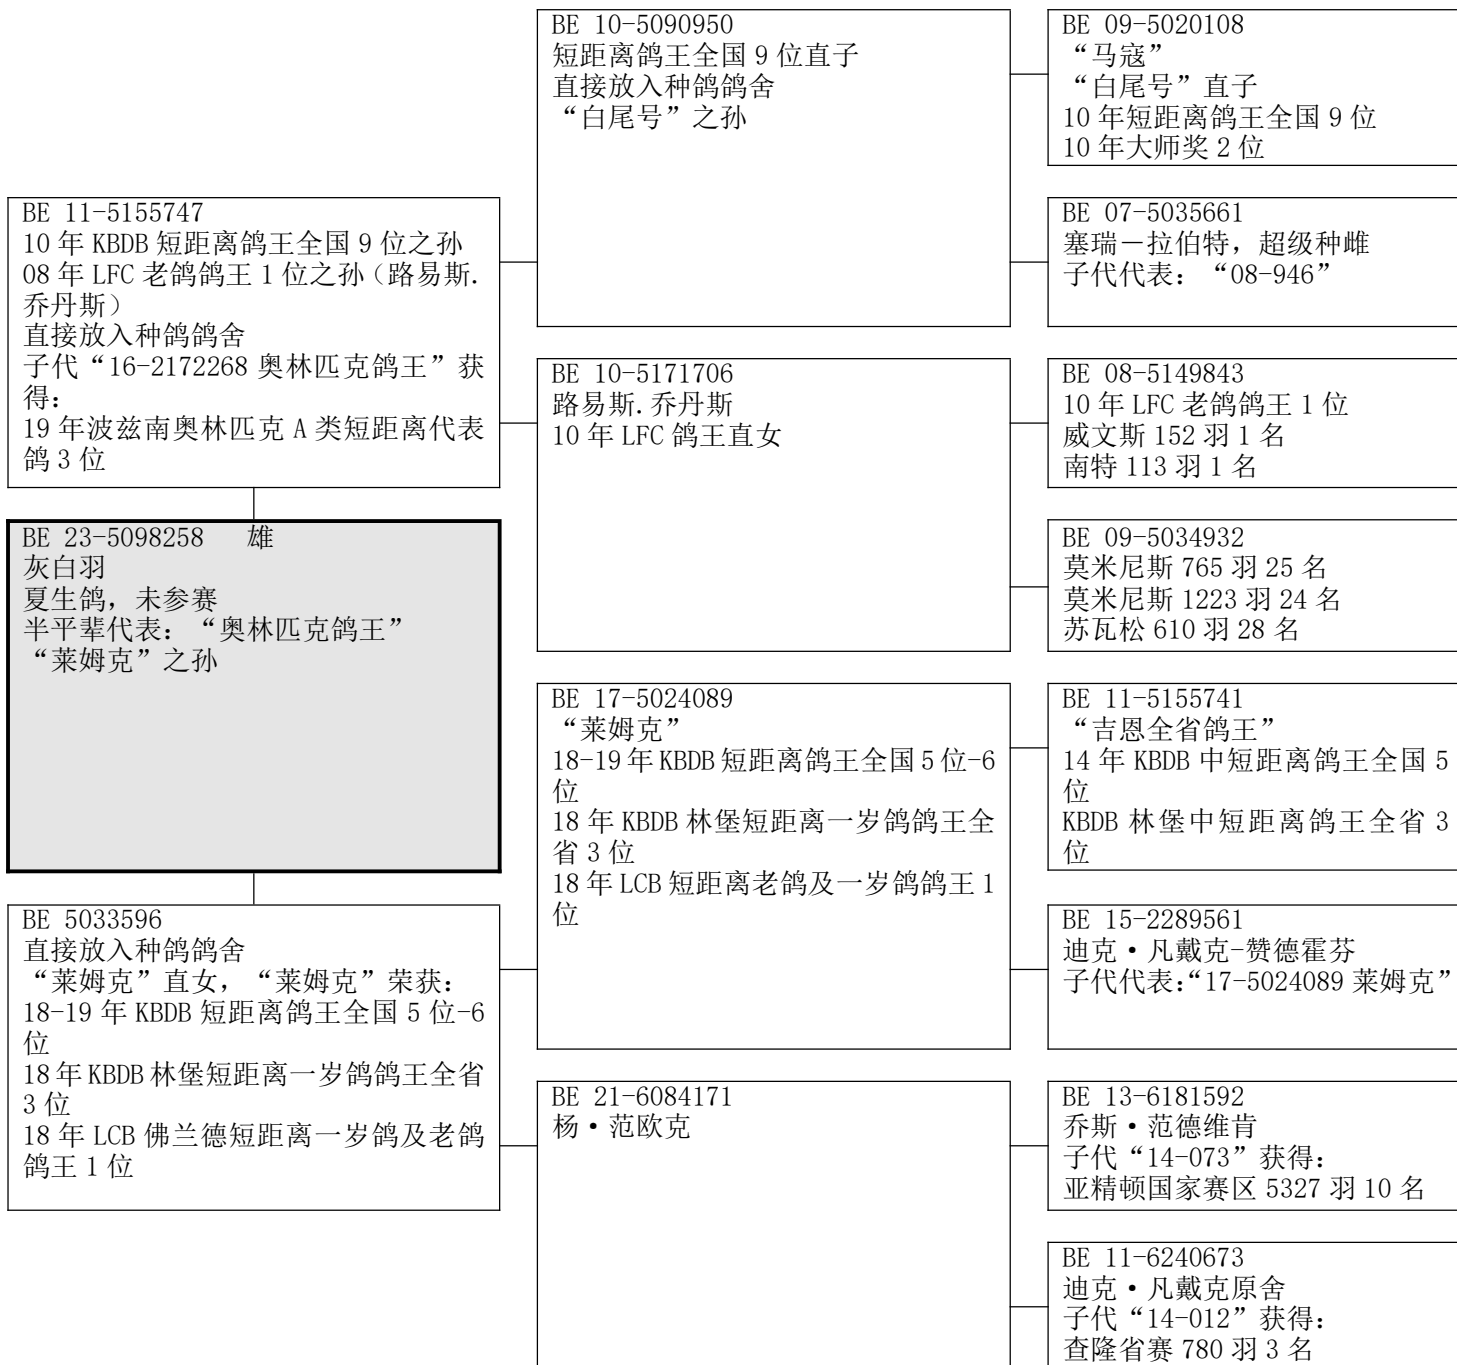 BE 10-5090950
短距离鸽王全国 9 位直子
直接放入种鸽鸽舍
“白尾号”之孙
BE 09-5020108
“马寇”
“白尾号”直子
10 年短距离鸽王全国 9 位
10 年大师奖 2 位
BE 07-5035661
塞瑞－拉伯特，超级种雌
子代代表：“08-946”
BE 11-5155747
10 年 KBDB 短距离鸽王全国 9 位之孙
08 年 LFC 老鸽鸽王 1 位之孙（路易斯.
乔丹斯）
直接放入种鸽鸽舍
子代“16-2172268 奥林匹克鸽王”获
得：
19 年波兹南奥林匹克 A 类短距离代表
鸽 3 位
BE 10-5171706
路易斯.乔丹斯
10 年 LFC 鸽王直女
BE 08-5149843
10 年 LFC 老鸽鸽王 1 位
威文斯 152 羽 1 名
南特 113 羽 1 名
BE 09-5034932
莫米尼斯 765 羽 25 名
莫米尼斯 1223 羽 24 名
苏瓦松 610 羽 28 名
BE 23-5098258 雄
灰白羽
夏生鸽，未参赛
半平辈代表：“奥林匹克鸽王”
“莱姆克”之孙
BE 17-5024089
“莱姆克”
18-19 年 KBDB 短距离鸽王全国 5 位-6
位
18 年 KBDB 林堡短距离一岁鸽鸽王全
省 3 位
18 年 LCB 短距离老鸽及一岁鸽鸽王 1
位
BE 11-5155741
“吉恩全省鸽王”
14 年 KBDB 中短距离鸽王全国 5
位
KBDB 林堡中短距离鸽王全省 3
位
BE 15-2289561
迪克·凡戴克-赞德霍芬
子代代表：“17-5024089 莱姆克”
BE 5033596
直接放入种鸽鸽舍
“莱姆克”直女，“莱姆克”荣获：
18-19 年 KBDB 短距离鸽王全国 5 位-6
位
18 年 KBDB 林堡短距离一岁鸽鸽王全省
3 位
18 年 LCB 佛兰德短距离一岁鸽及老鸽
鸽王 1 位
BE 21-6084171
杨·范欧克
BE 13-6181592
乔斯·范德维肯
子代“14-073”获得：
亚精顿国家赛区 5327 羽 10 名
BE 11-6240673
迪克·凡戴克原舍
子代“14-012”获得：
查隆省赛 780 羽 3 名